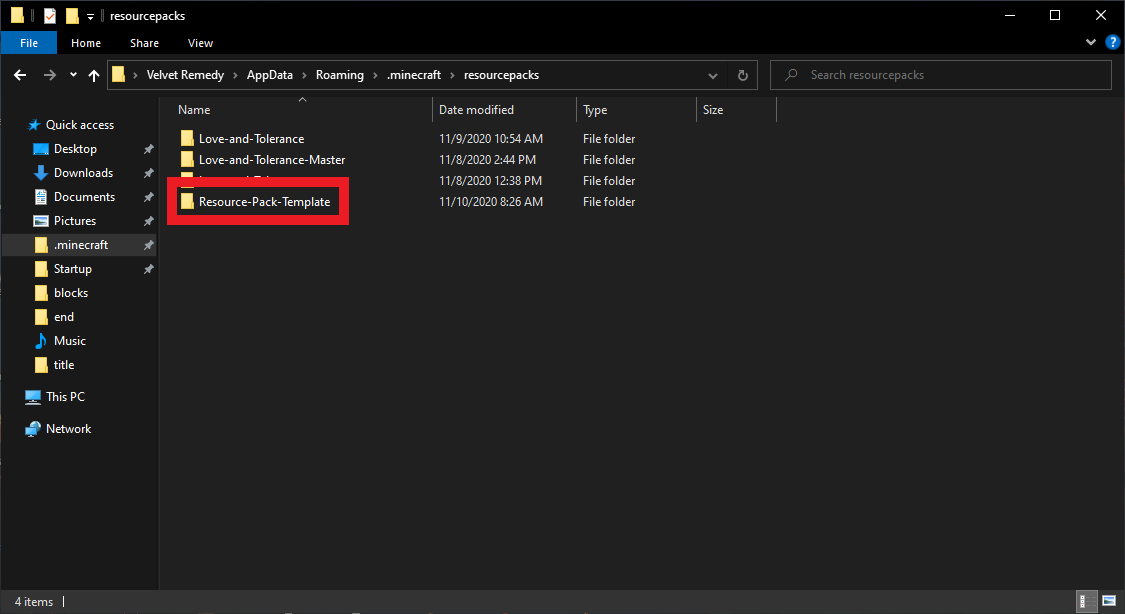 resourcepacks
File Home Share View
Velvet Remedy AppData Roaming .minecraft resourcepacks Search resourcepacks
Name Date modified Type Size
Quick access
Desktop
Downloads
Documents
Pictures
.minecraft
Startup
blocks
end
Music
title
This PC
Network
Love-and-Tolerance 11/9/2020 10:54 AM File folder
Love-and-Tolerance-Master 11/8/2020 2:44 PM File folder
11/8/2020 12:38 PM File folder
Resource-Pack-Template 11/10/2020 8:26 AM File folder
4 items